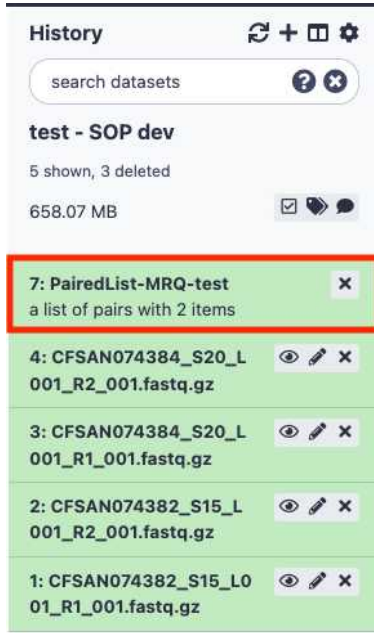 History
search datasets
test - SOP dev
5 shown, 3 deleted
658.07 MB
7: PairedList-MRQ-test
a list of pairs with 2 items
4: CFSAN074384_S20_L
001_R2_001.fastq.gz
3: CFSAN074384_S20_L
001_R1_001.fastq.gz
2: CFSAN074382_S15_L
001_R2_001.fastq.gz
1: CFSAN074382_S15_L0
01_R1_001.fastq.gz